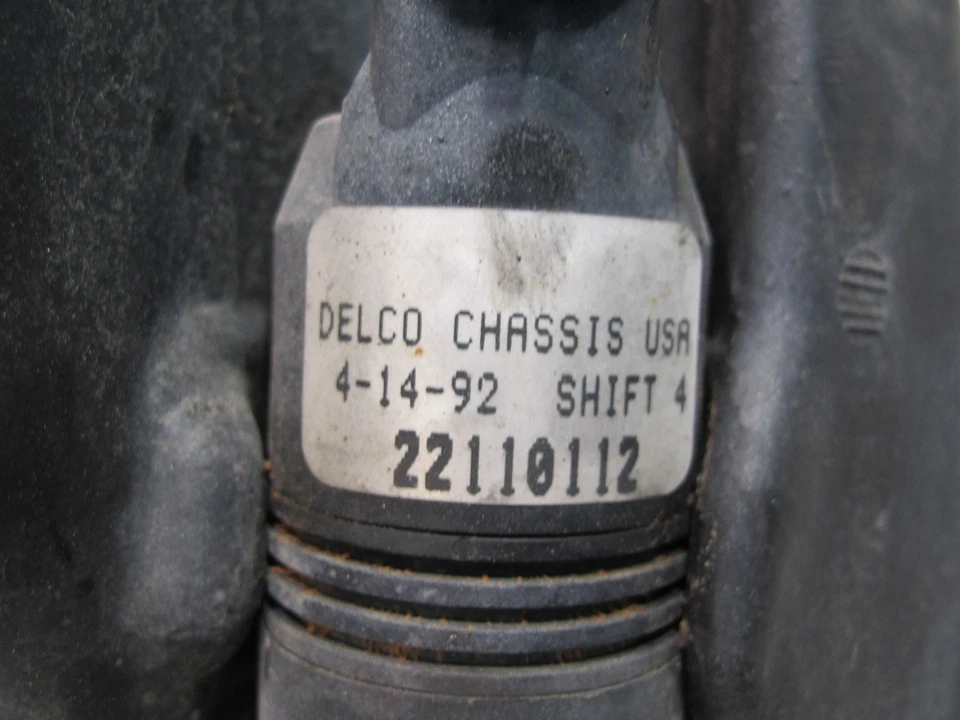 DELCO CHASSIS USA
4-14-92 SHIFT 4
22110112